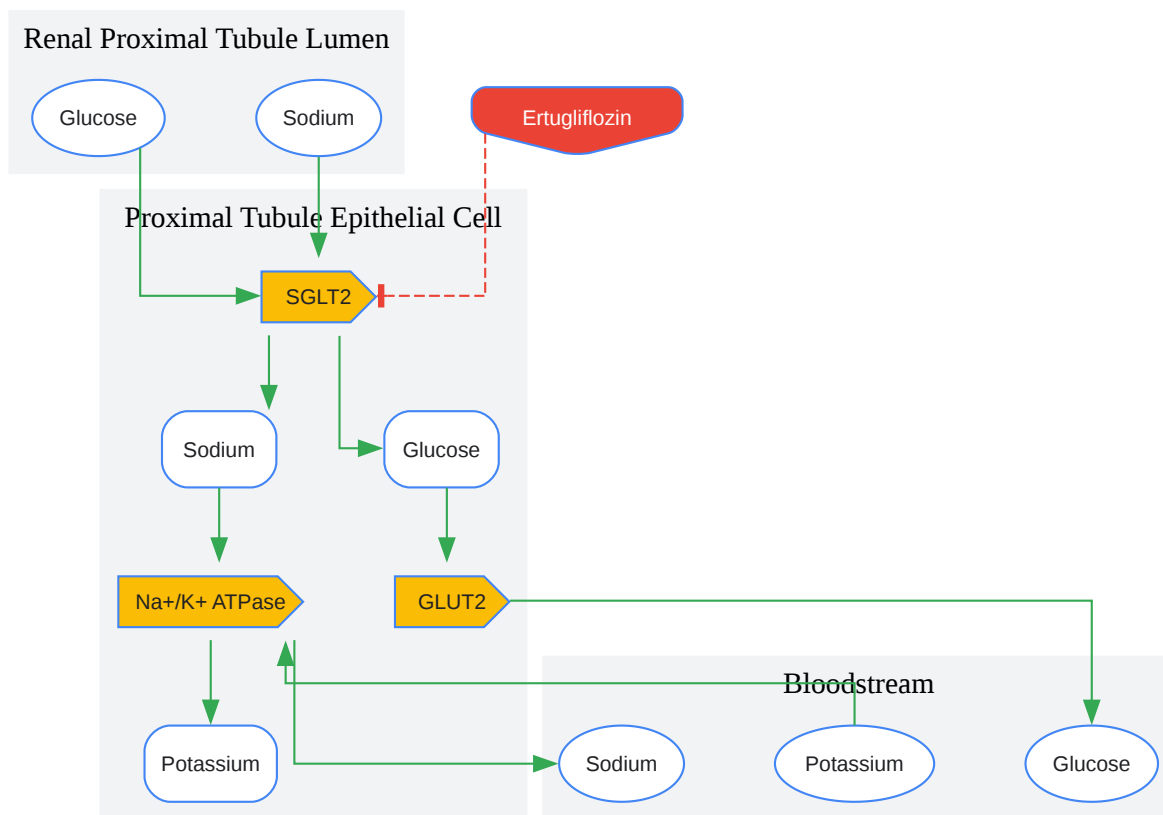 Renal Proximal Tubule Lumen
Glucose
Sodium
Ertugliflozin
Proximal Tubule Epithelial Cell
SGLT2
Sodium
Glucose
Na+/K+ ATPase
GLUT2
Bloodstream
Potassium
Sodium
Potassium
Glucose